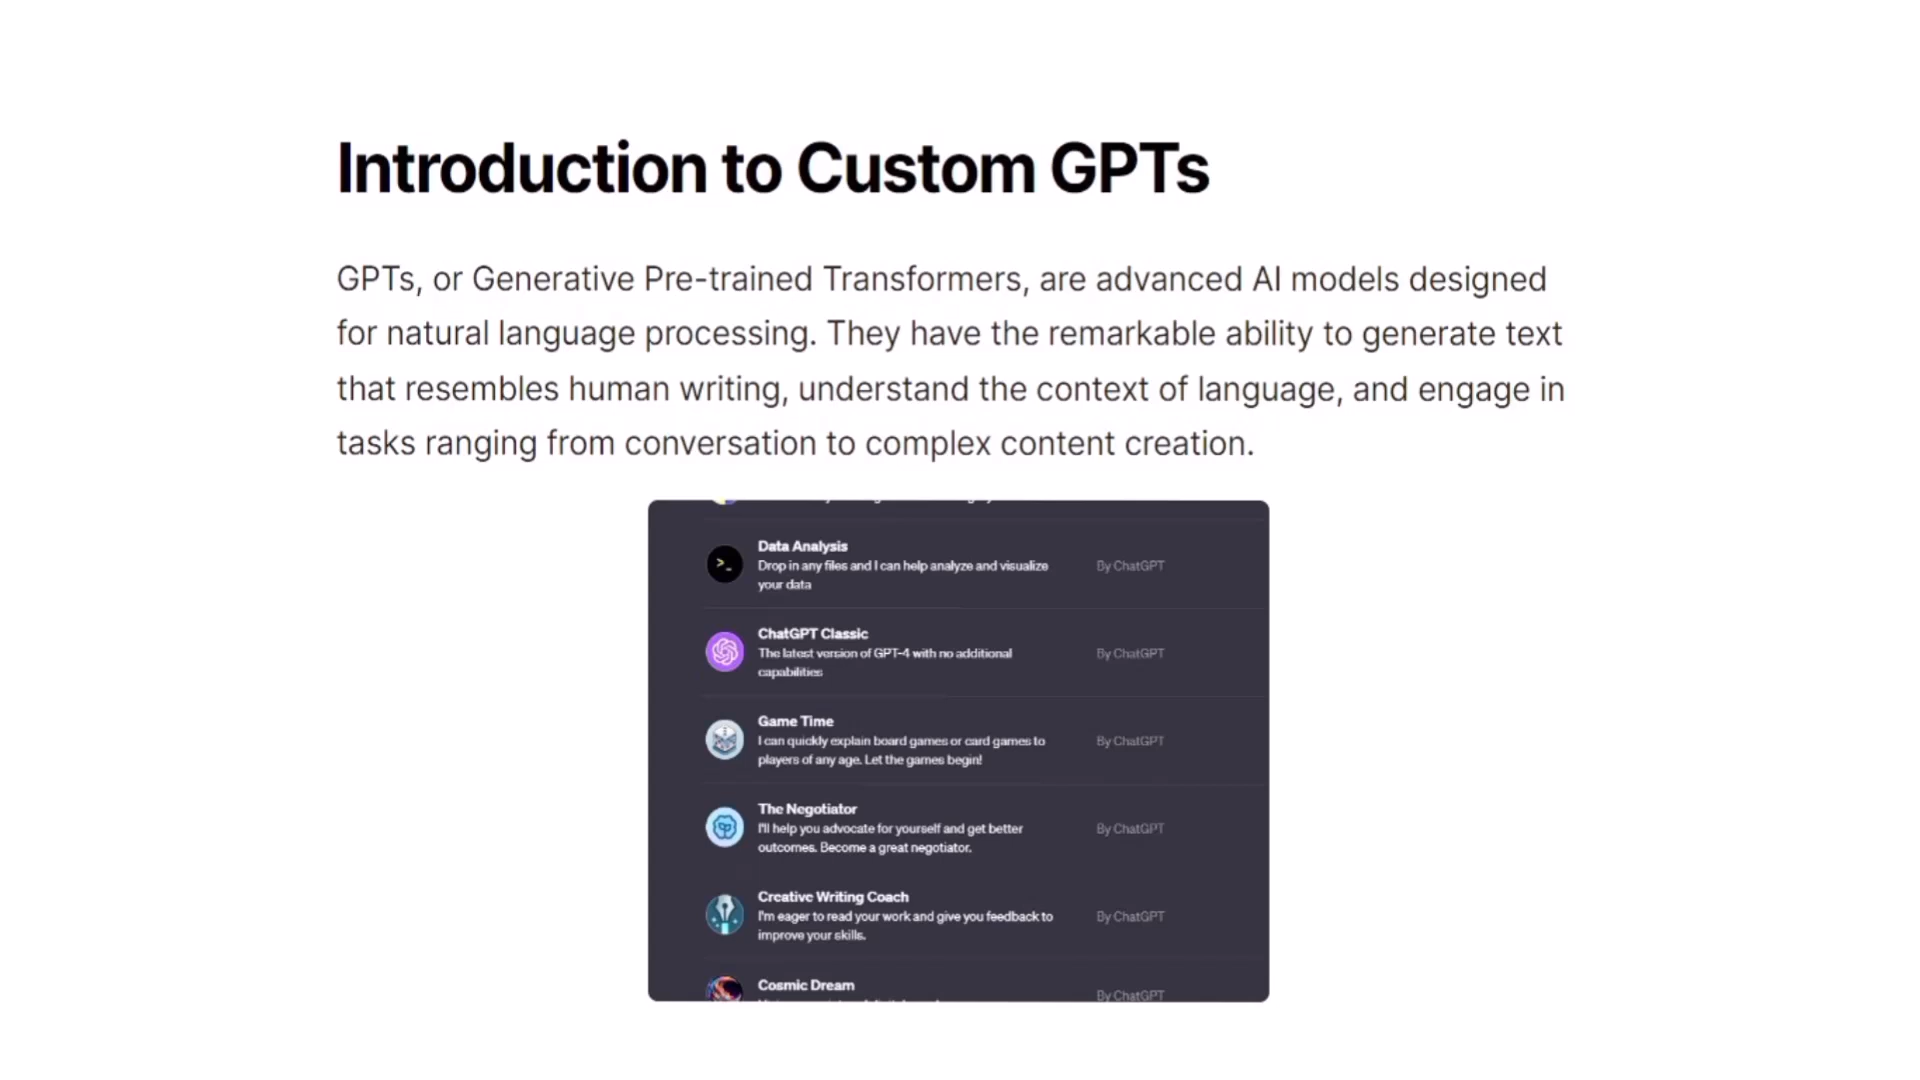 Introduction to Custom GPTs
GPTs, or Generative Pre-trained Transformers, are advanced AI models designed
for natural language processing. They have the remarkable ability to generate text
that resembles human writing, understand the context of language, and engage in
tasks ranging from conversation to complex content creation.
Data Analysis
Drop in any files and I can help analyze and visualize
your data
By ChatGPT
ChatGPT Classic
The latest version of GPT-4 with no additional
capabilities
By ChatGPT
Game Time
I can quickly explain board games or card games to
players of any age. Let the games begin!
By ChatGPT
The Negotiator
I'll help you advocate for yourself and get better
outcomes. Become a great negotiator.
By ChatGPT
Creative Writing Coach
I'm eager to read your work and give you feedback to
improve your skills.
By ChatGPT
Cosmic Dream
By ChatGPT